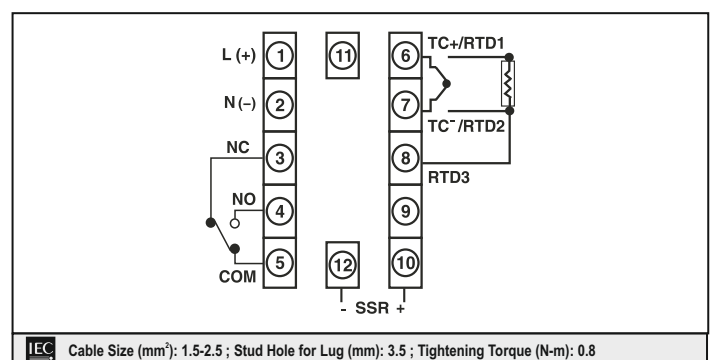 L (+) 1 11 6 TC+/RTD1
N (–) 2 7
TC⁻/RTD2
NC 3 8
RTD3
NO 4 9
5 12 10
COM
- SSR +
IEC Cable Size (mm²): 1.5-2.5 ; Stud Hole for Lug (mm): 3.5 ; Tightening Torque (N-m): 0.8